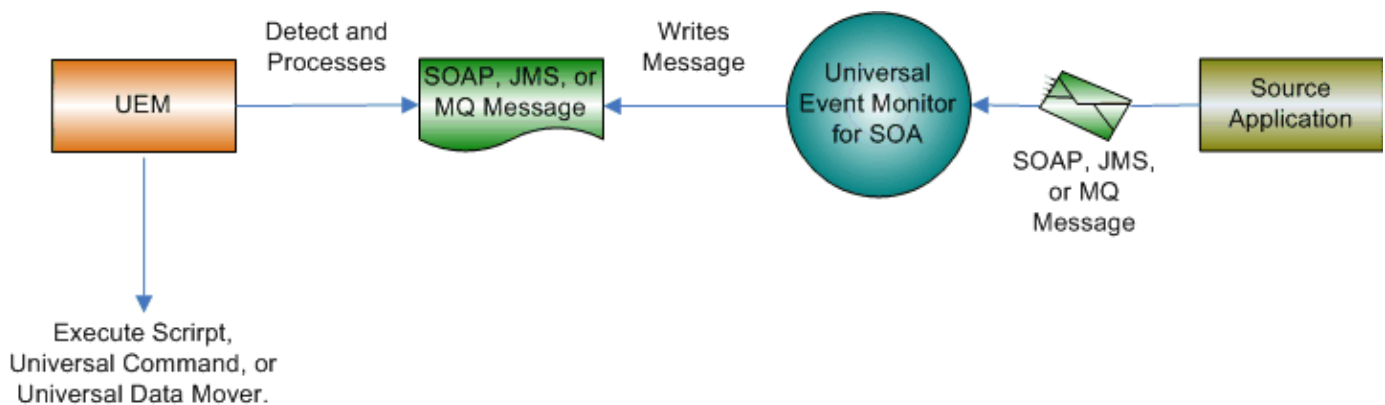 Detect and
Processes
Writes
Message
UEM
SOAP, JMS, or
MQ Message
Universal
Event Monitor
for SOA
Source
Application
SOAP, JMS,
or MQ
Message
Execute Scrirpt,
Universal Command, or
Universal Data Mover.